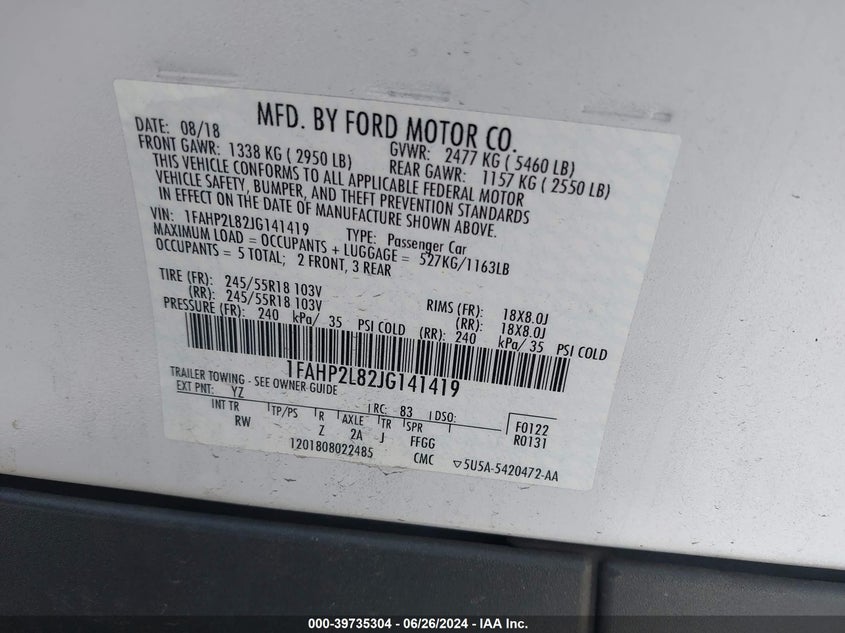 MFD. BY FORD MOTOR CO.
DATE: 08/18 GVWR: 2477 KG ( 5460 LB)
FRONT GAWR: 1338 KG ( 2950 LB) REAR GAWR: 1157 KG ( 2550 LB)
THIS VEHICLE CONFORMS TO ALL APPLICABLE FEDERAL MOTOR
VEHICLE SAFETY, BUMPER, AND THEFT PREVENTION STANDARDS
IN EFFECT ON THE DATE OF MANUFACTURE SHOWN ABOVE.
VIN: 1FAHP2L82JG141419 TYPE: Passenger Car
MAXIMUM LOAD = OCCUPANTS + LUGGAGE = 527KG/1163LB
OCCUPANTS = 5 TOTAL; 2 FRONT, 3 REAR
TIRE (FR): 245/55R18 103V RIMS (FR): 18X8.0J
(RR): 245/55R18 103V (RR): 18X8.0J
PRESSURE (FR): 240 kPa/ 35 PSI COLD (RR): 240 kPa/ 35 PSI COLD
1FAHP2L82JG141419
TRAILER TOWING - SEE OWNER GUIDE
EXT PNT: YZ RC: 83 DSO:
INT TR TP/PS R AXLE TR SPR F0122
RW Z 2A J FFGG R0131
1201808022485 CMC ▽5U5A-5420472-AA
000-39735304 - 06/26/2024 - IAA Inc.